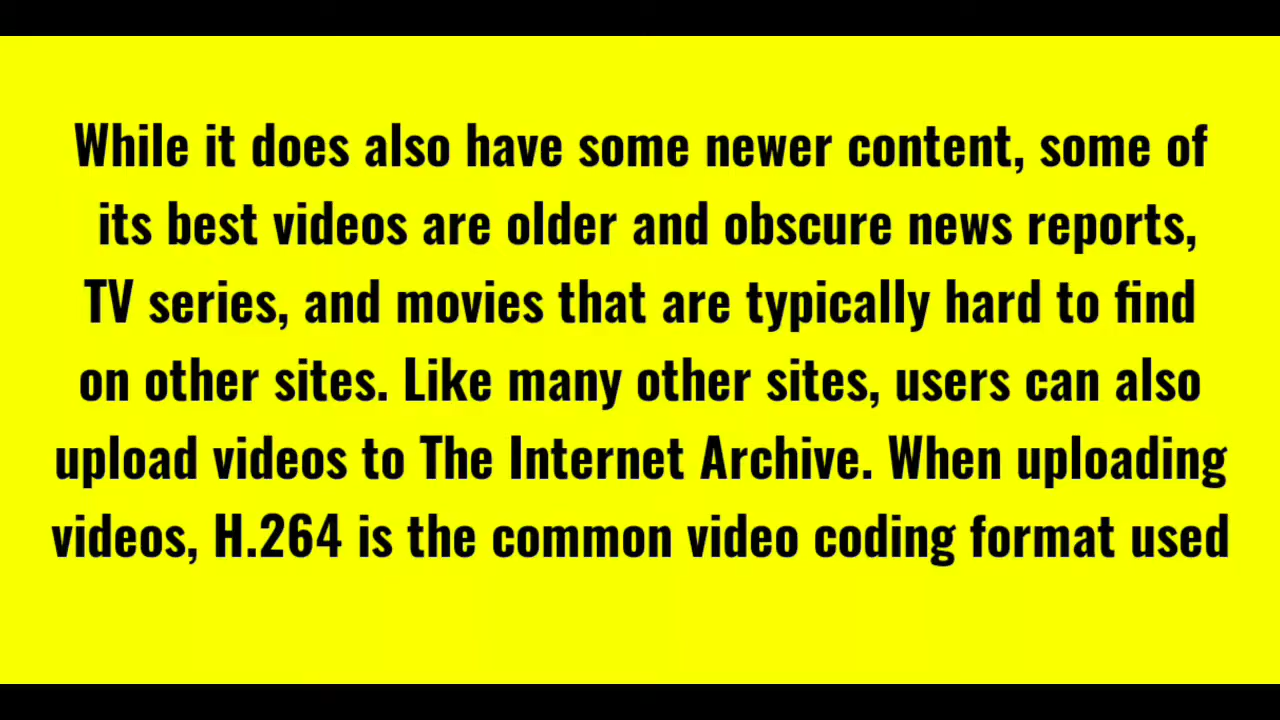 While it does also have some newer content, some of
its best videos are older and obscure news reports,
TV series, and movies that are typically hard to find
on other sites. Like many other sites, users can also
upload videos to The Internet Archive. When uploading
videos, H.264 is the common video coding format used